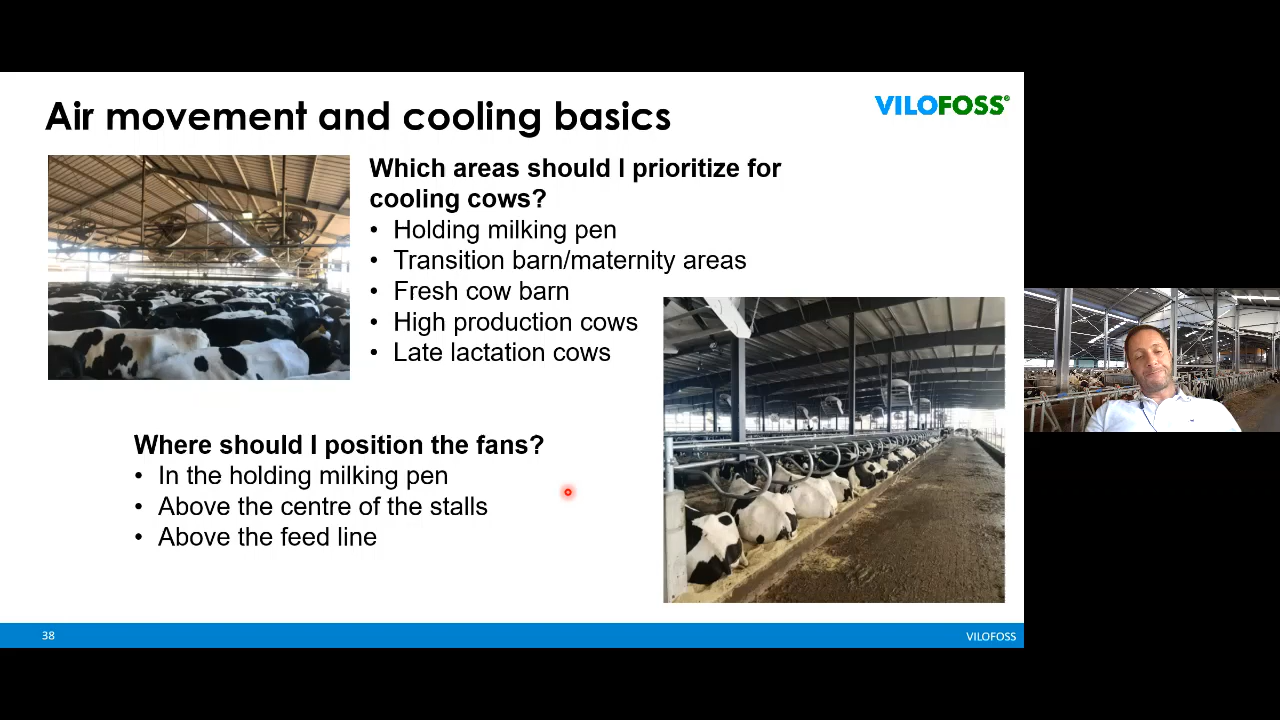 Air movement and cooling basics
VILOFOSS®
Which areas should I prioritize for
cooling cows?
• Holding milking pen
• Transition barn/maternity areas
• Fresh cow barn
• High production cows
• Late lactation cows
Where should I position the fans?
• In the holding milking pen
• Above the centre of the stalls
• Above the feed line
38
VILOFOSS